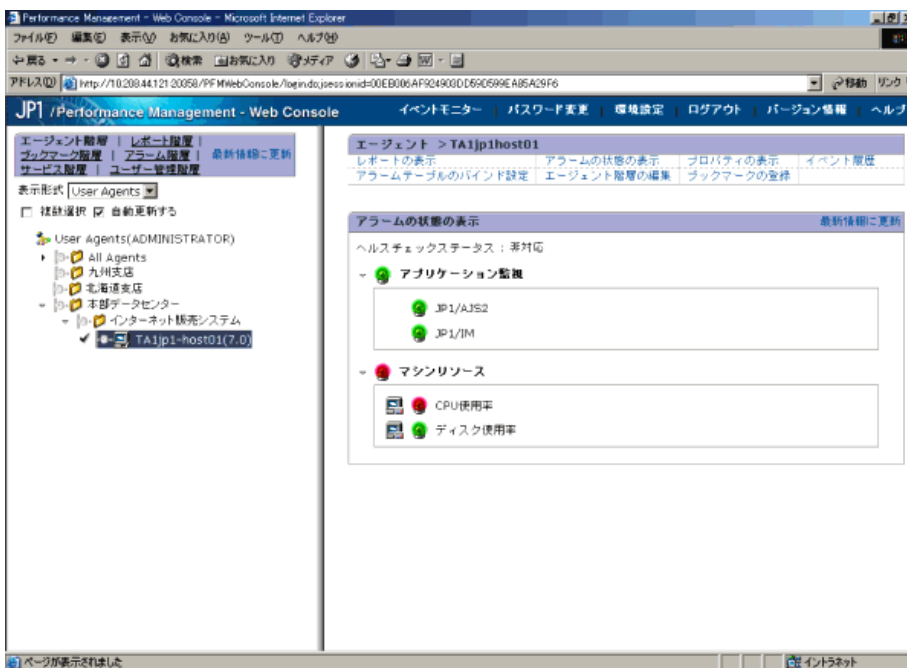 Performance Management - Web Console - Microsoft Internet Explorer
ファイル(F) 編集(E) 表示(V) お気に入り(A) ツール(T) ヘルプ(H)
戻る 検索 お気に入り メディア
アドレス(D) 移動 リンク
JP1 /Performance Management - Web Console イベントモニター パスワード変更 環境設定 ログアウト バージョン情報 ヘルプ
エージェント階層 | レポート階層 |
ブックマーク階層 | アラーム階層 | 最新情報に更新
サービス階層 | ユーザー管理階層
表示形式 User Agents
複数選択 自動更新する
User Agents(ADMINISTRATOR)
All Agents
九州支店
北海道支店
本部データセンター
インターネット販売システム
TA1jp1-host01(7.0)
エージェント >TA1jp1host01
レポートの表示 アラームの状態の表示 プロパティの表示 イベント履歴
アラームテーブルのバインド設定 エージェント階層の編集 ブックマークの登録
アラームの状態の表示 最新情報に更新
ヘルスチェックステータス : 非対応
アプリケーション監視
JP1/AJS2
JP1/IM
マシンリソース
CPU使用率
ディスク使用率
ページが表示されました イントラネット